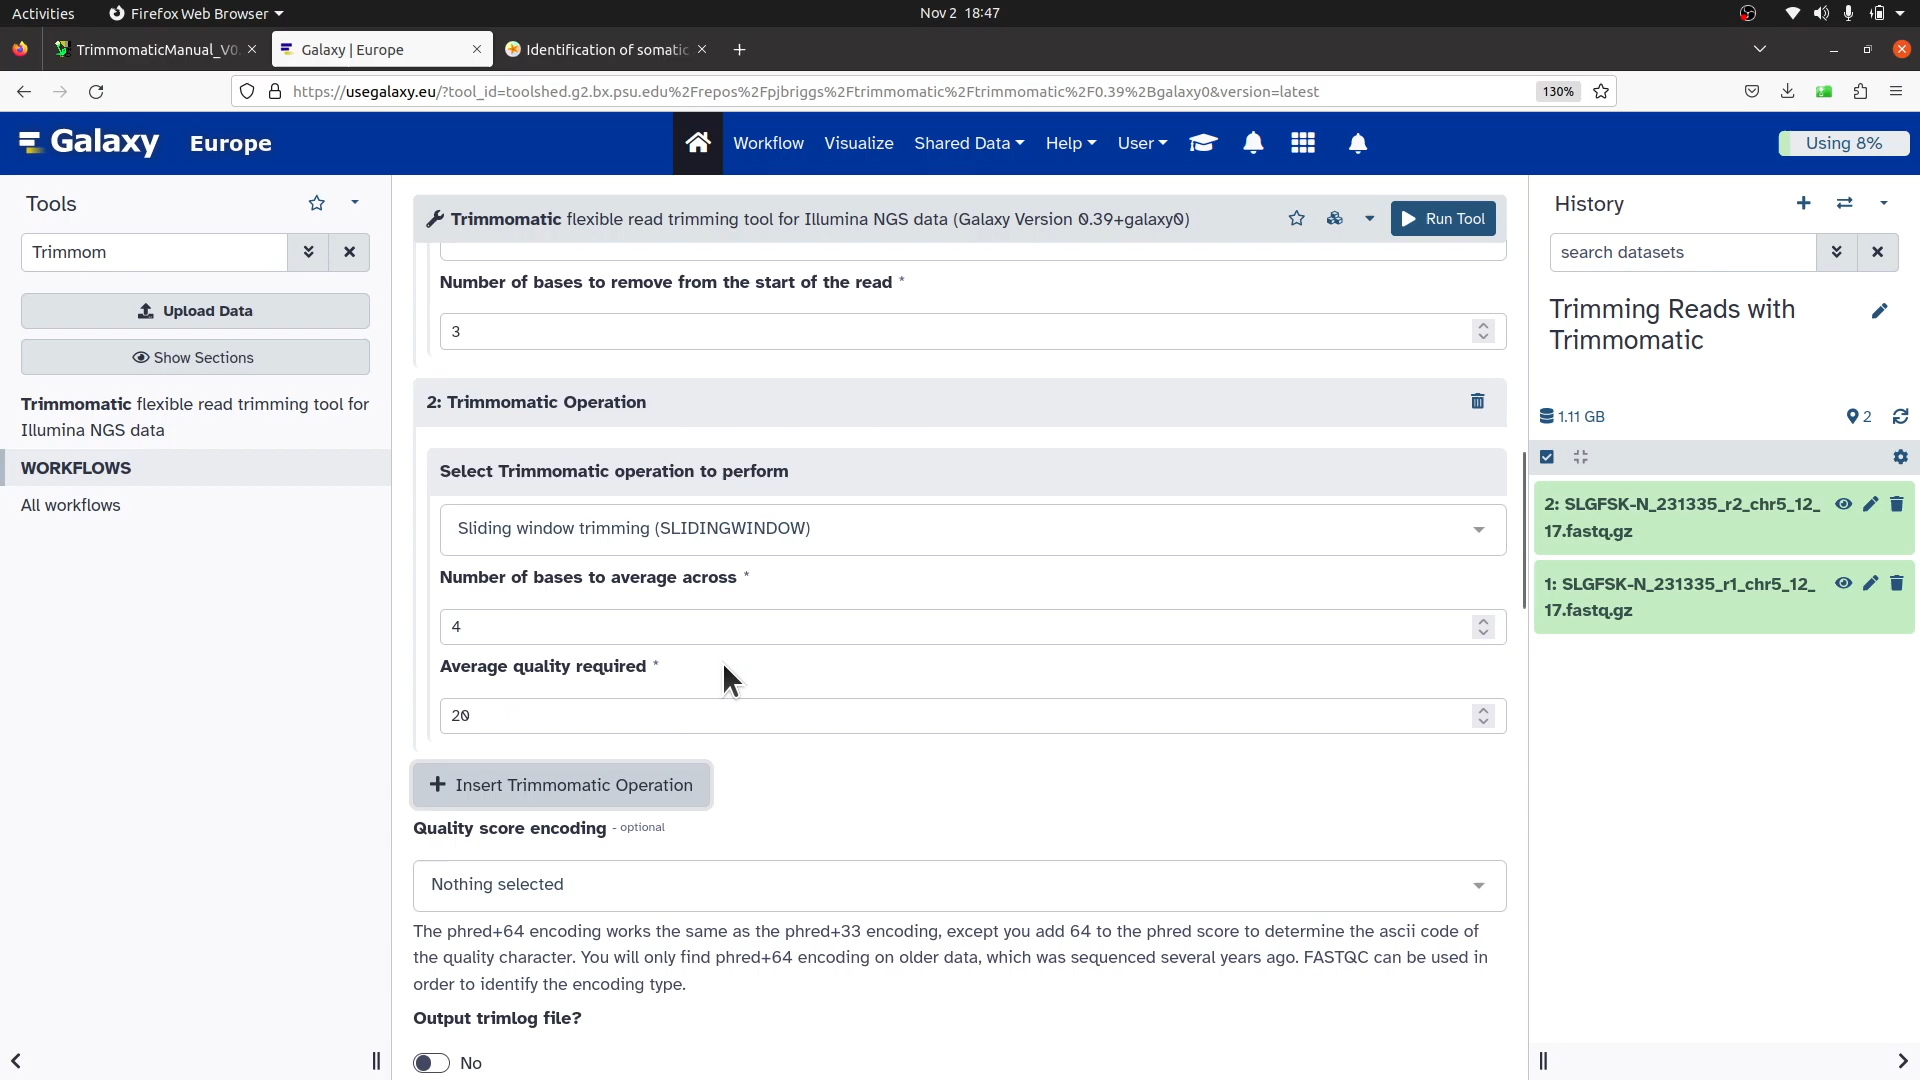 Activities
Firefox Web Browser
Nov 2 18:47
TrimmomaticManual_V0.
Galaxy | Europe
Identification of somatic
https://usegalaxy.eu/?tool_id=toolshed.g2.bx.psu.edu%2Frepos%2Fpjbriggs%2Ftrimmomatic%2Ftrimmomatic%2F0.39%2Bgalaxy0&version=latest
130%
Galaxy Europe
Workflow
Visualize
Shared Data
Help
User
Using 8%
Tools
Trimmom
Upload Data
Show Sections
Trimmomatic flexible read trimming tool for
Illumina NGS data
WORKFLOWS
All workflows
Trimmomatic flexible read trimming tool for Illumina NGS data (Galaxy Version 0.39+galaxy0)
Run Tool
Number of bases to remove from the start of the read *
3
2: Trimmomatic Operation
Select Trimmomatic operation to perform
Sliding window trimming (SLIDINGWINDOW)
Number of bases to average across *
4
Average quality required *
20
Insert Trimmomatic Operation
Quality score encoding - optional
Nothing selected
The phred+64 encoding works the same as the phred+33 encoding, except you add 64 to the phred score to determine the ascii code of
the quality character. You will only find phred+64 encoding on older data, which was sequenced several years ago. FASTQC can be used in
order to identify the encoding type.
Output trimlog file?
No
History
search datasets
Trimming Reads with
Trimmomatic
1.11 GB
2
2: SLGFSK-N_231335_r2_chr5_12_
17.fastq.gz
1: SLGFSK-N_231335_r1_chr5_12_
17.fastq.gz